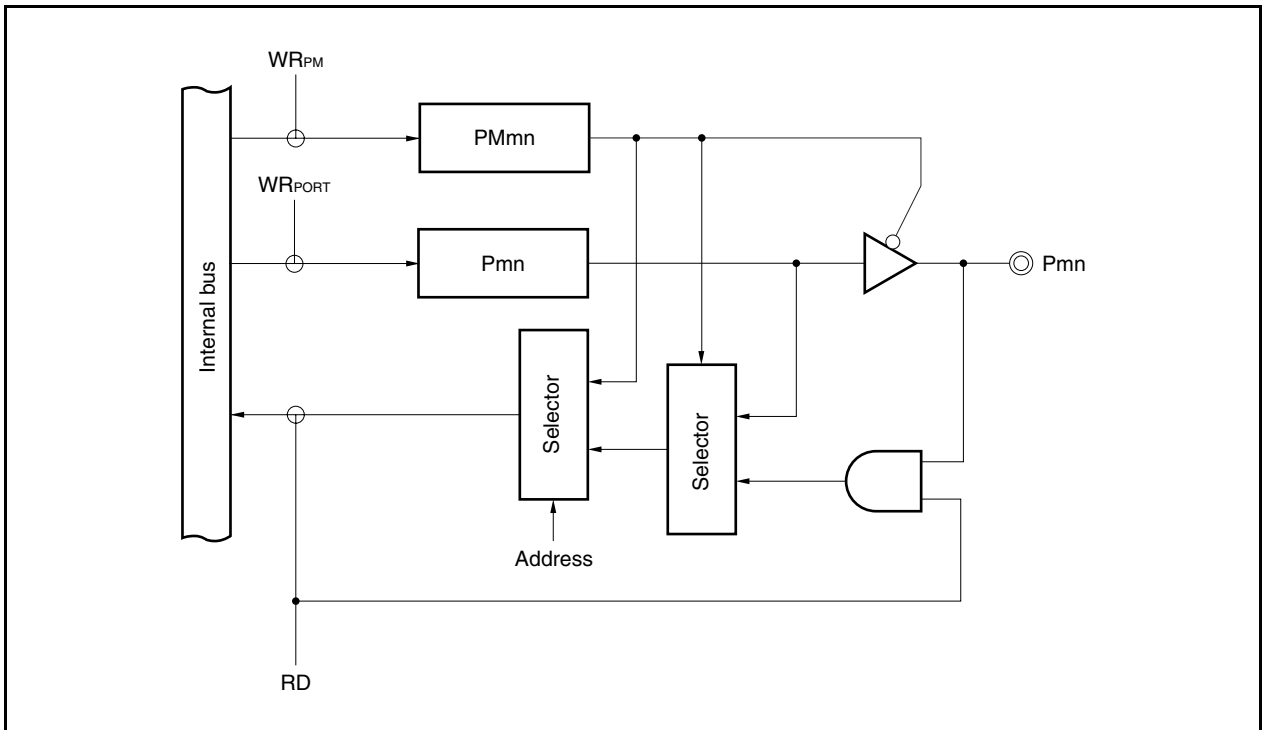 WRPM
PMmn
WRPORT
Pmn
Pmn
Internal bus
Selector
Selector
Address
RD